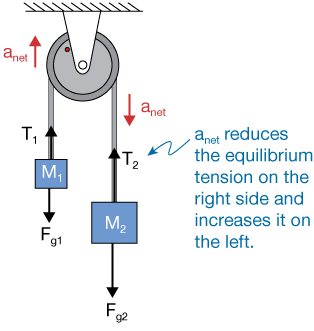 a_net
a_net
T_1
T_2
M_1
M_2
F_g1
F_g2
a_net reduces
the equilibrium
tension on the
right side and
increases it on
the left.